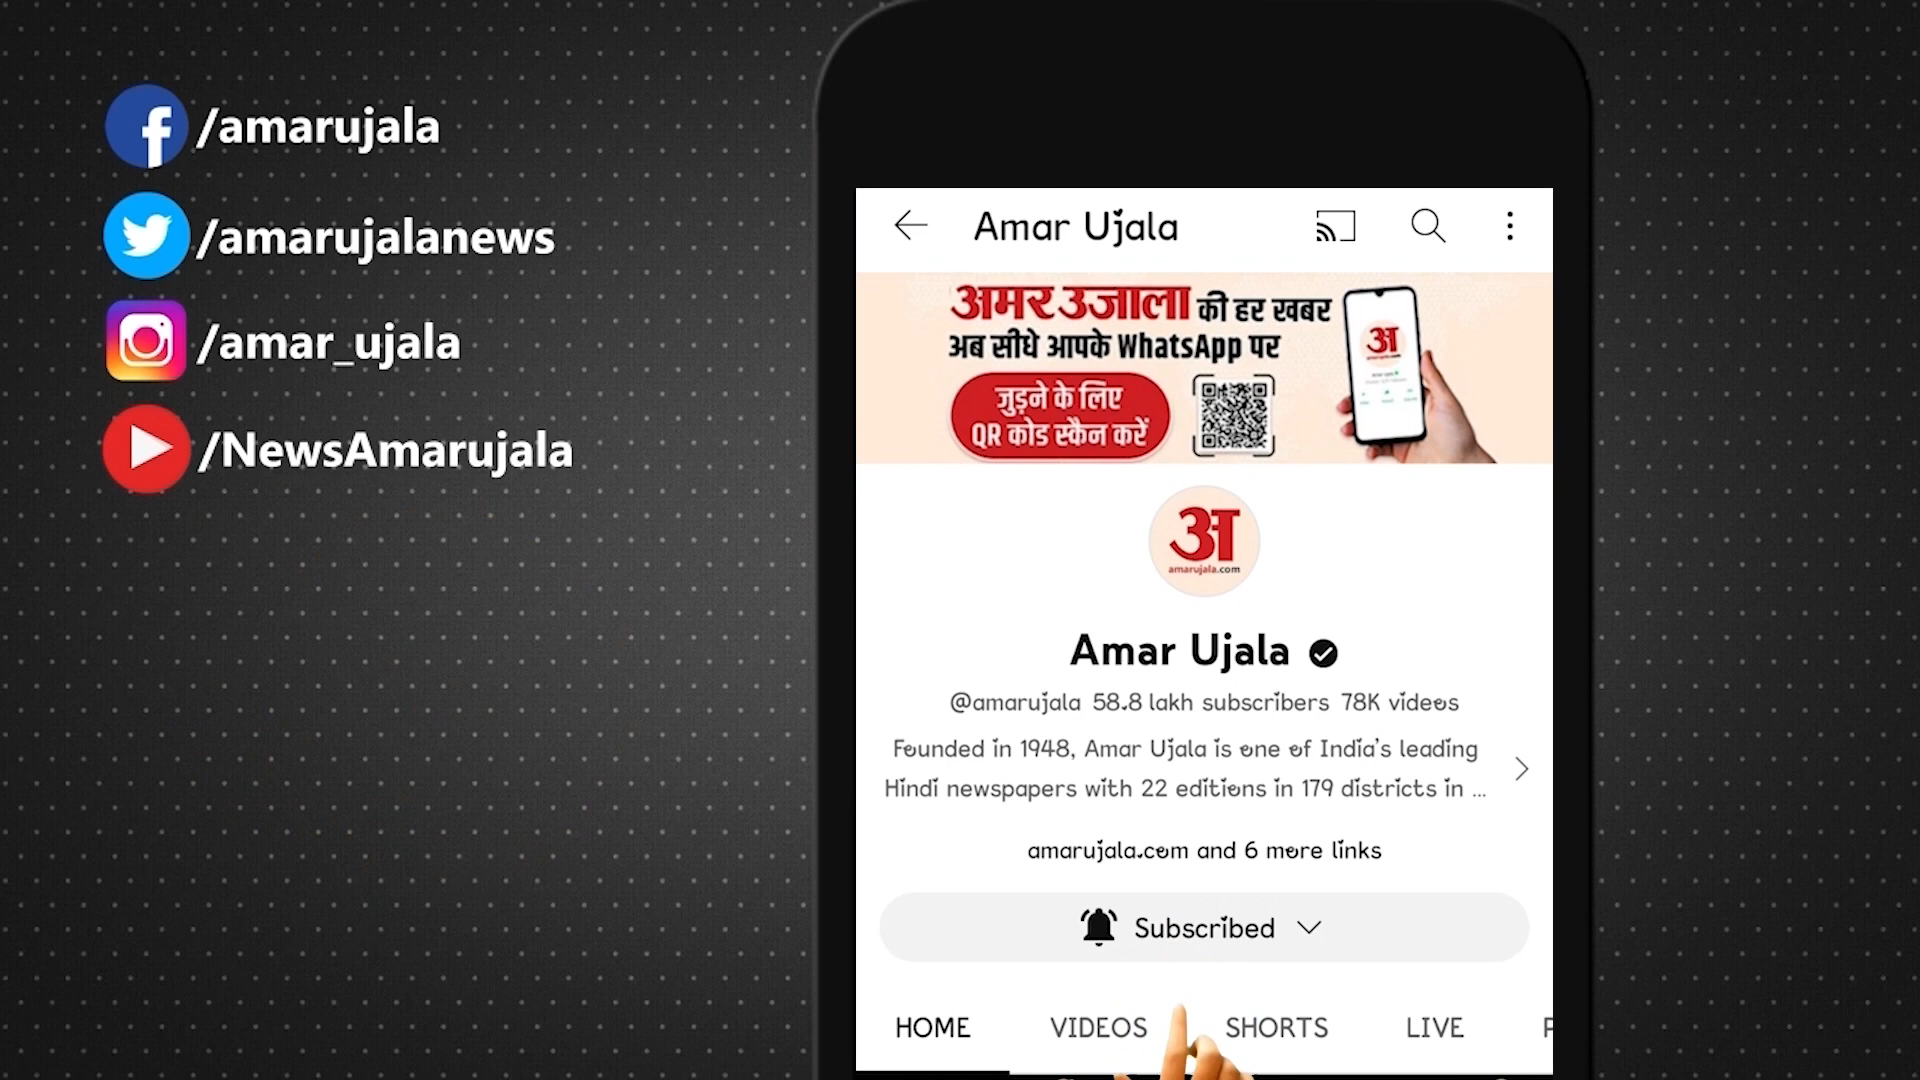 /amarujala
/amarujalanews
/amar_ujala
/NewsAmarujala
Amar Ujala
अमर उजाला की हर खबर
अब सीधे आपके WhatsApp पर
जुड़ने के लिए
QR कोड स्कैन करें
अ
अ
amarujala.com
Amar Ujala
@amarujala 58.8 lakh subscribers 78K videos
Founded in 1948, Amar Ujala is one of India's leading
Hindi newspapers with 22 editions in 179 districts in ...
amarujala.com and 6 more links
Subscribed
HOME VIDEOS SHORTS LIVE